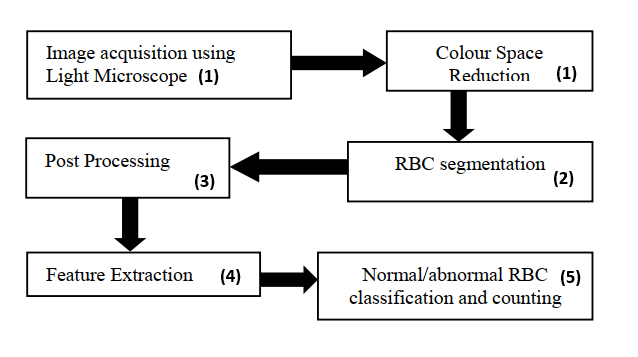 Image acquisition using
Light Microscope (1)
Colour Space
Reduction (1)
RBC segmentation
(2)
Post Processing
(3)
Feature Extraction (4)
Normal/abnormal RBC (5)
classification and counting